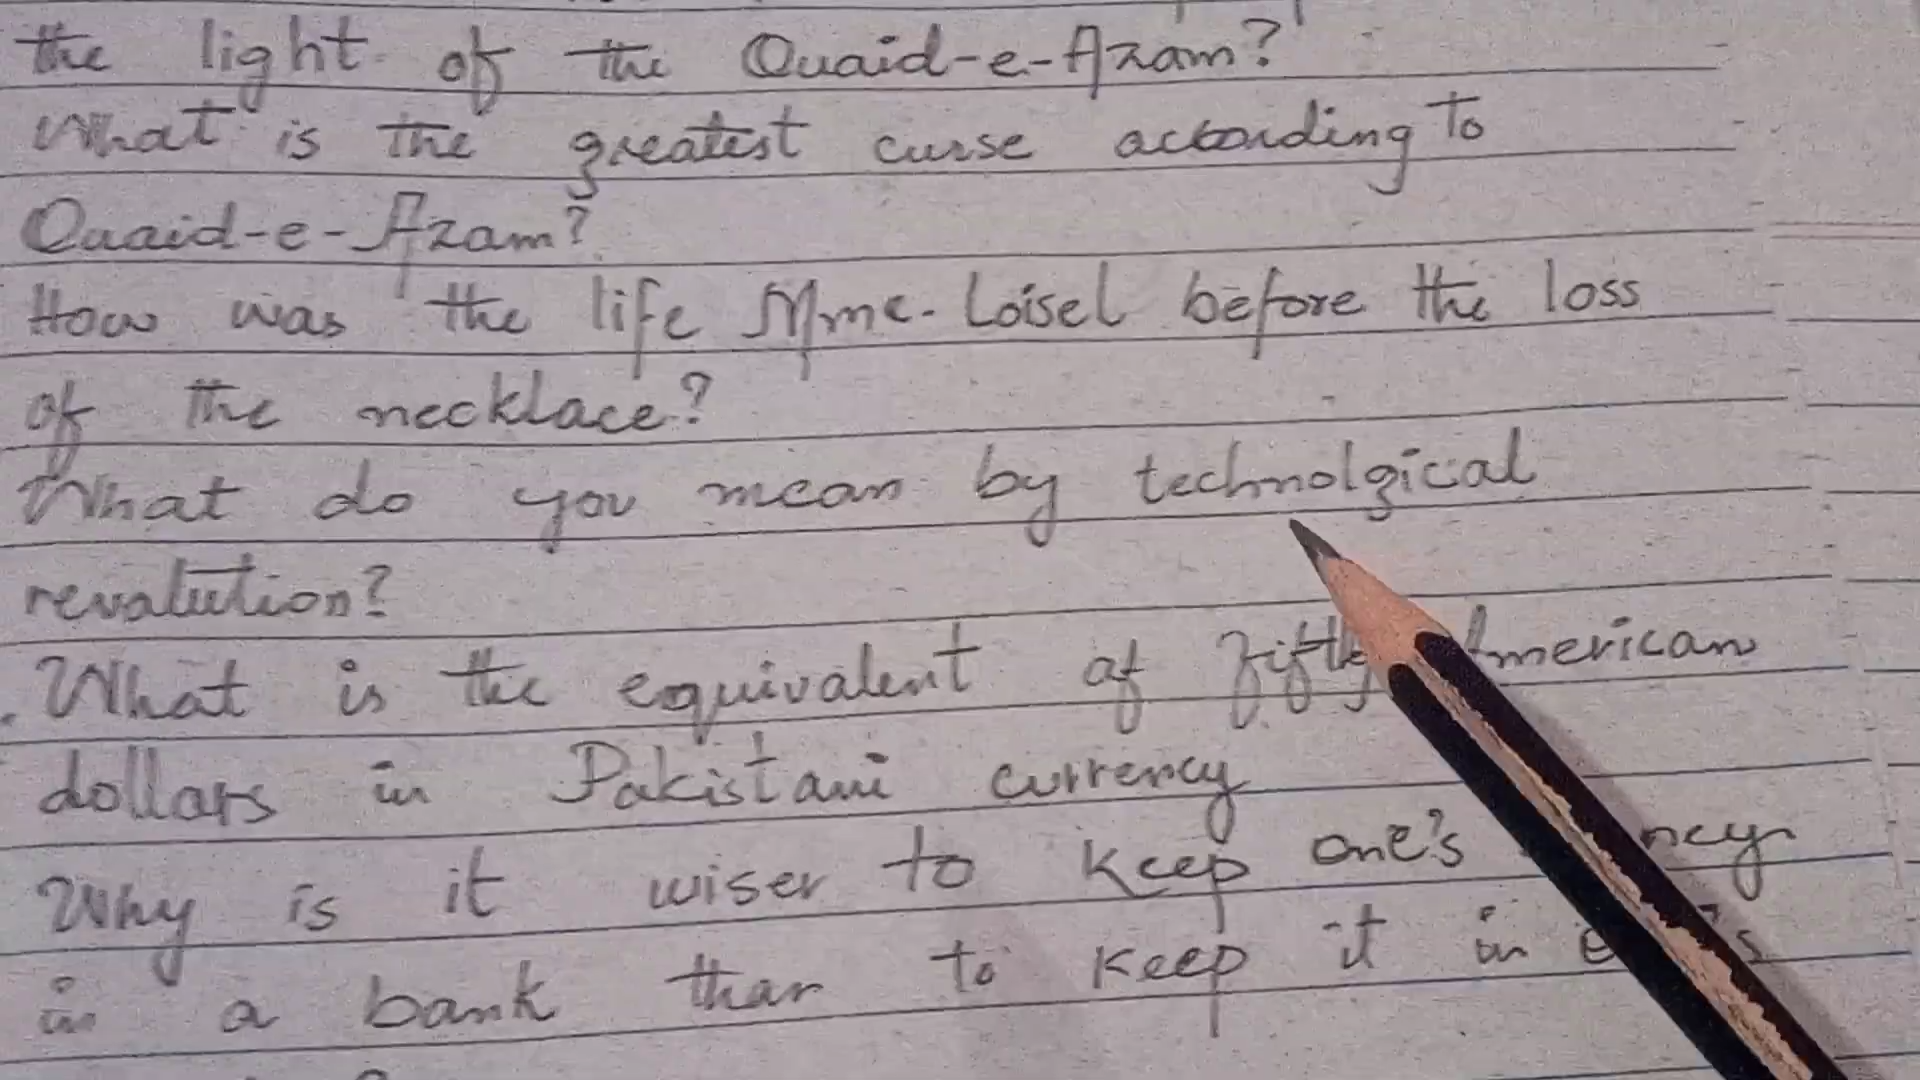 the light of the Quaid-e-Azam?
What is the greatest curse according to
Quaid-e-Azam?
How was the life Mme. Loisel before the loss
of the necklace?
What do you mean by technolgical
revalution?
What is the equivalent of fifty American
dollars in Pakistani currency
Why is it wiser to keep one's
in a bank than to keep it in